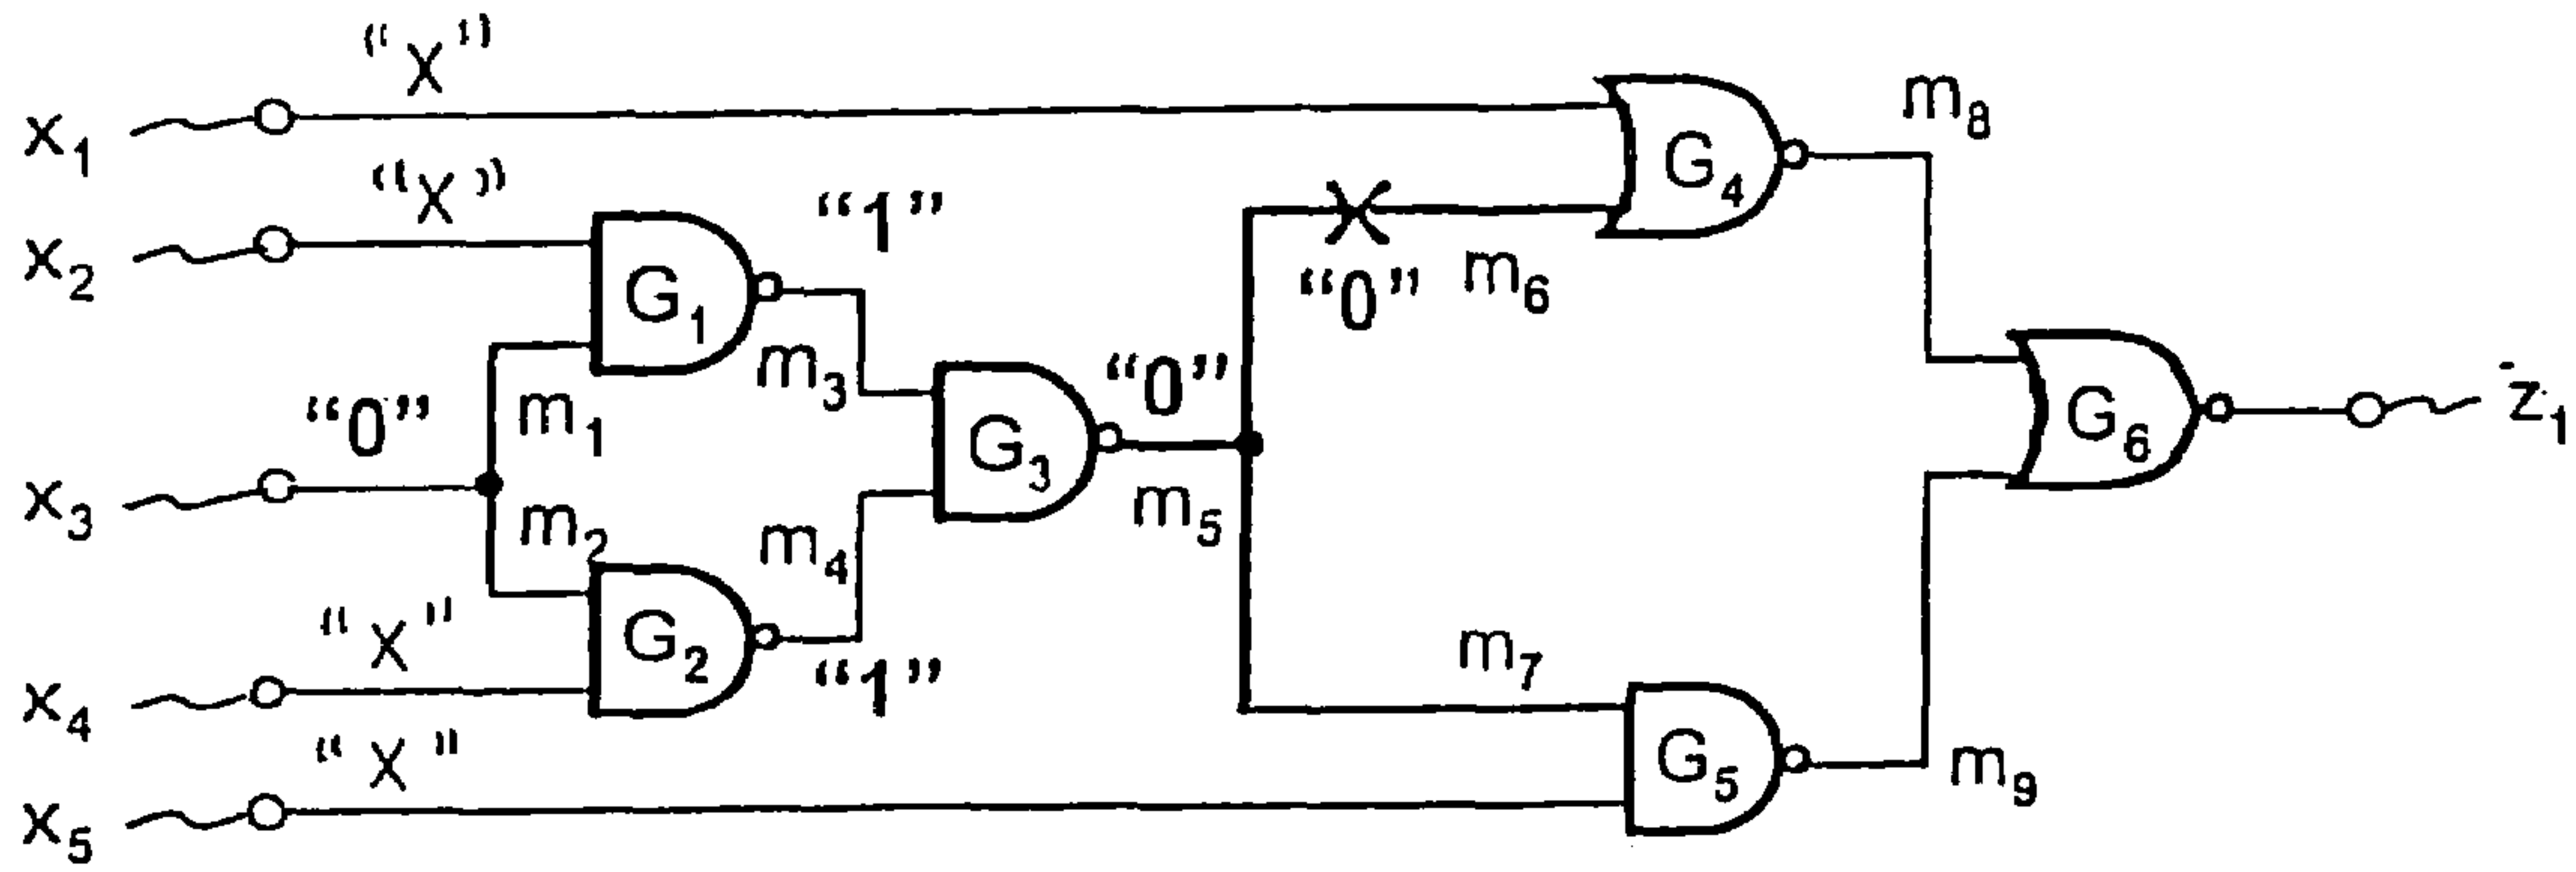 x₁ “X” G₄ m₈
x₂ “X” G₁ “1” m₃ “0” m₆
x₃ “0” m₁ m₂ G₃ “0” m₅ G₆ z₁
x₄ “X” G₂ m₄ “1” m₇
x₅ “X” G₅ m₉